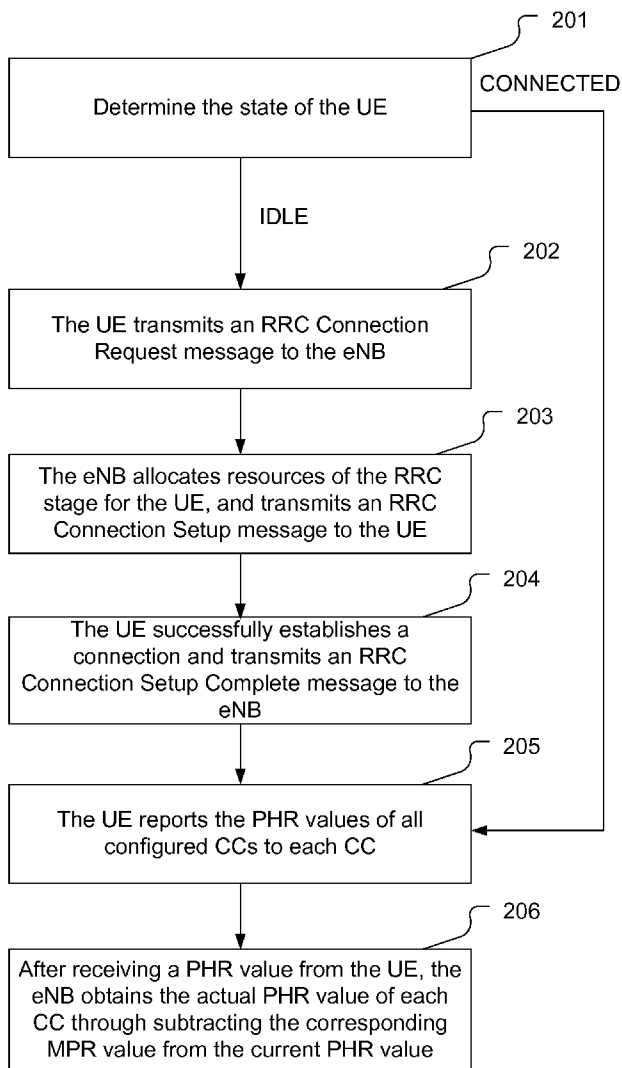 201
CONNECTED
Determine the state of the UE
IDLE
202
The UE transmits an RRC Connection
Request message to the eNB
203
The eNB allocates resources of the RRC
stage for the UE, and transmits an RRC
Connection Setup message to the UE
204
The UE successfully establishes a
connection and transmits an RRC
Connection Setup Complete message to the
eNB
205
The UE reports the PHR values of all
configured CCs to each CC
206
After receiving a PHR value from the UE, the
eNB obtains the actual PHR value of each
CC through subtracting the corresponding
MPR value from the current PHR value